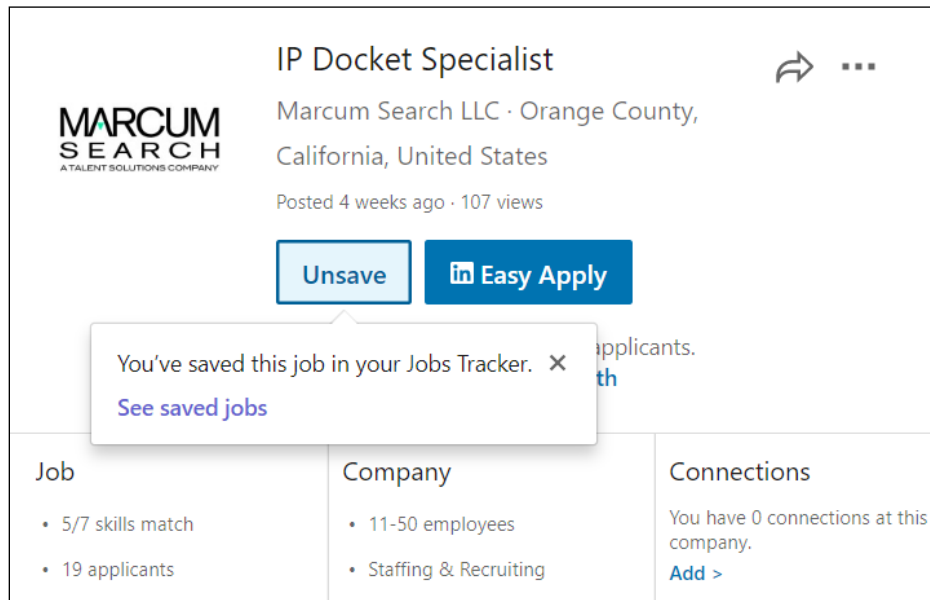 IP Docket Specialist
MARCUM
SEARCH
A TALENT SOLUTIONS COMPANY
Marcum Search LLC · Orange County,
California, United States
Posted 4 weeks ago · 107 views
Unsave
in Easy Apply
You've saved this job in your Jobs Tracker. ×
See saved jobs
applicants.
Job
• 5/7 skills match
• 19 applicants
Company
• 11-50 employees
• Staffing & Recruiting
Connections
You have 0 connections at this
company.
Add >